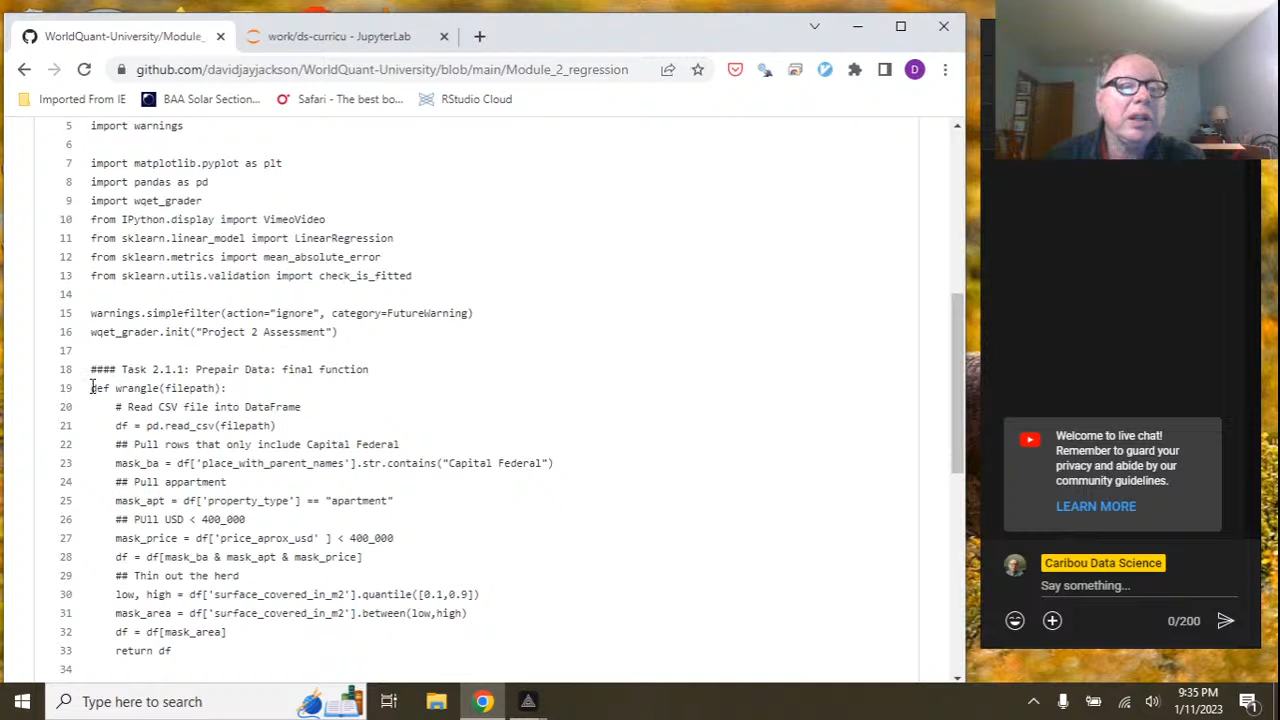 WorldQuant-University/Module_
work/ds-curricu - JupyterLab
github.com/davidjayjackson/WorldQuant-University/blob/main/Module_2_regression
D
Imported From IE
BAA Solar Section...
Safari - The best bo...
RStudio Cloud
5 import warnings
6
7 import matplotlib.pyplot as plt
8 import pandas as pd
9 import wqet_grader
10 from IPython.display import VimeoVideo
11 from sklearn.linear_model import LinearRegression
12 from sklearn.metrics import mean_absolute_error
13 from sklearn.utils.validation import check_is_fitted
14
15 warnings.simplefilter(action="ignore", category=FutureWarning)
16 wqet_grader.init("Project 2 Assessment")
17
18 #### Task 2.1.1: Prepair Data: final function
19 def wrangle(filepath):
20 # Read CSV file into DataFrame
21 df = pd.read_csv(filepath)
22 ## Pull rows that only include Capital Federal
23 mask_ba = df['place_with_parent_names'].str.contains("Capital Federal")
24 ## Pull appartment
25 mask_apt = df['property_type'] == "apartment"
26 ## PULL USD < 400_000
27 mask_price = df['price_aprox_usd' ] < 400_000
28 df = df[mask_ba & mask_apt & mask_price]
29 ## Thin out the herd
30 low, high = df['surface_covered_in_m2'].quantile([0.1,0.9])
31 mask_area = df['surface_covered_in_m2'].between(low,high)
32 df = df[mask_area]
33 return df
34
Welcome to live chat!
Remember to guard your
privacy and abide by our
community guidelines.
LEARN MORE
Caribou Data Science
Say something...
0/200
Type here to search
9:35 PM
1/11/2023
1